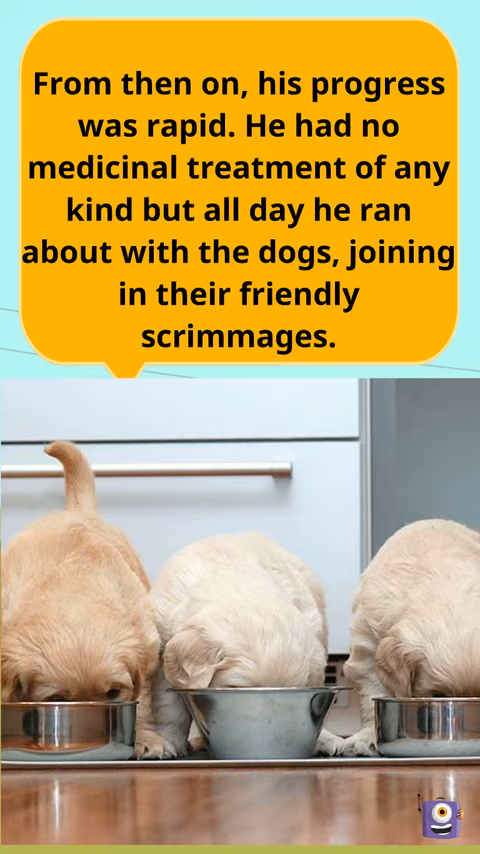 From then on, his progress
was rapid. He had no
medicinal treatment of any
kind but all day he ran
about with the dogs, joining
in their friendly
scrimmages.